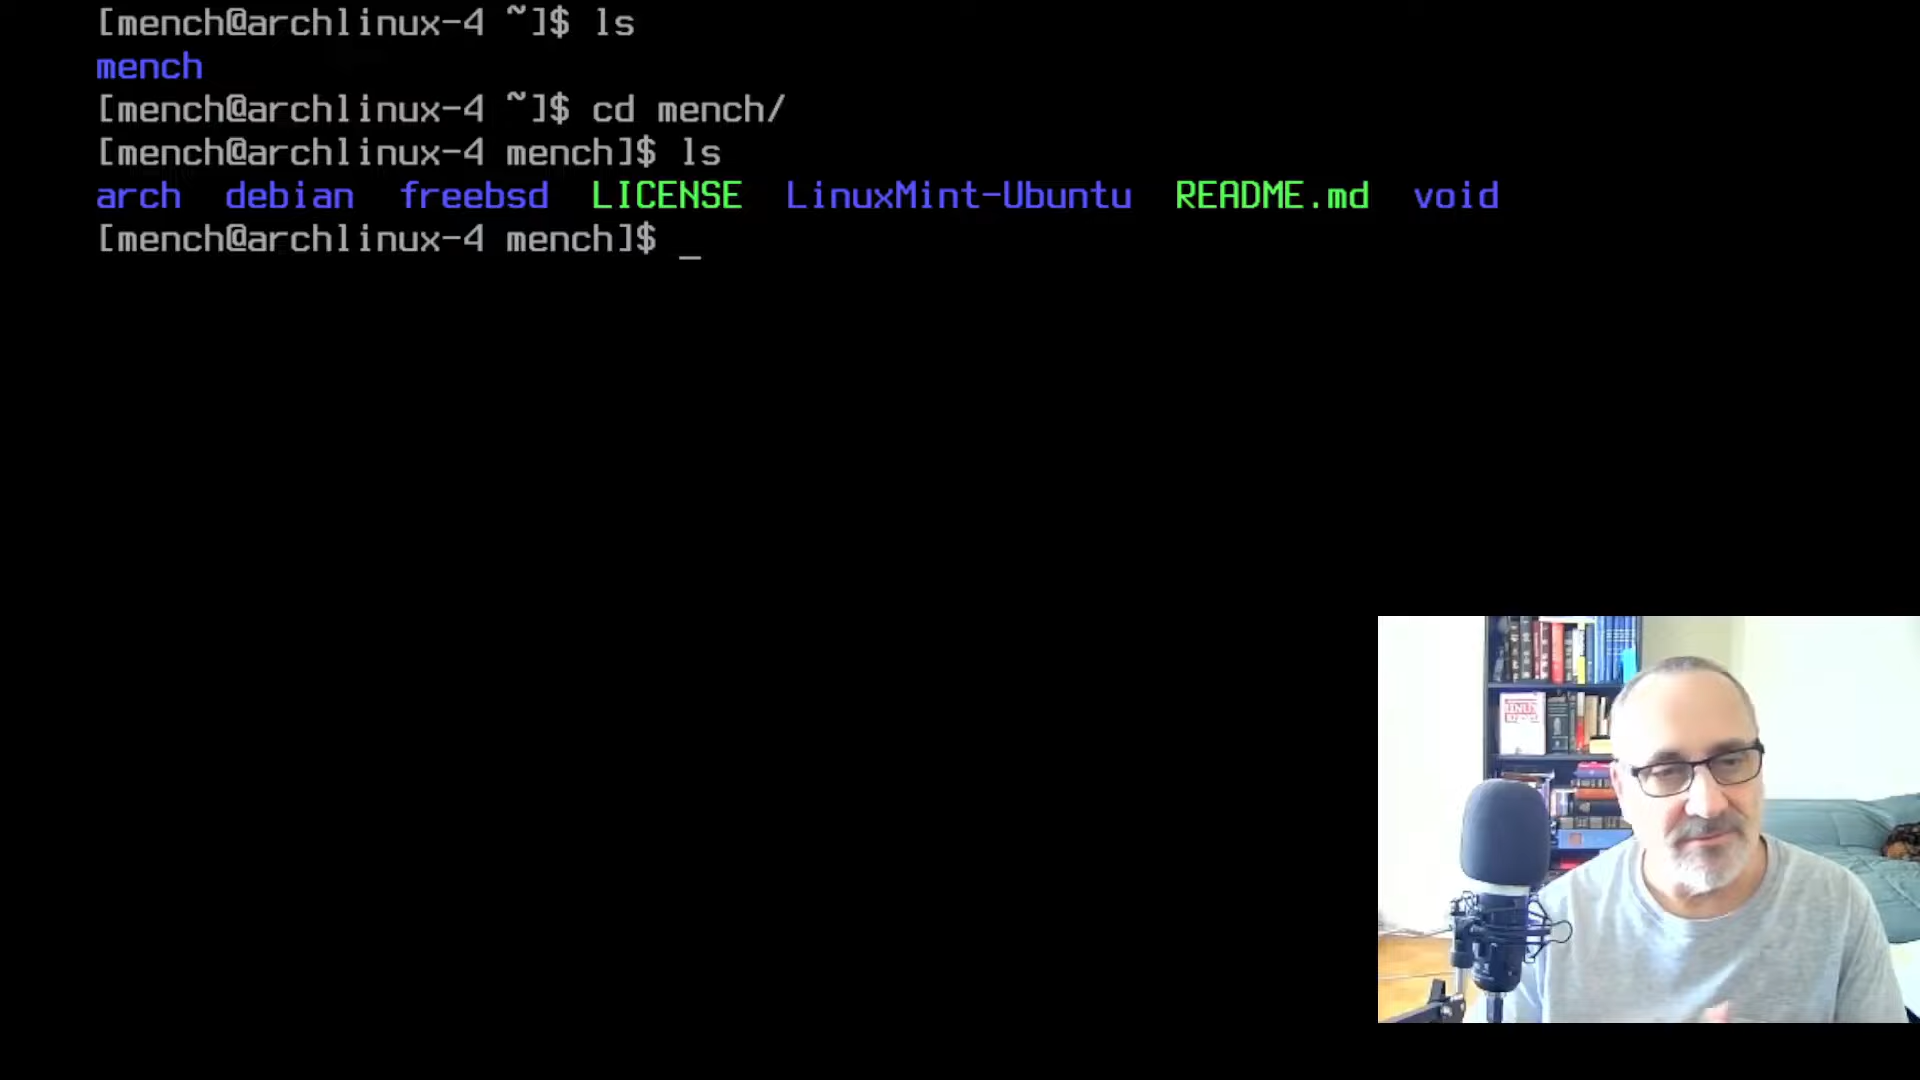 [mench@archlinux-4 ~]$ ls
mench
[mench@archlinux-4 ~]$ cd mench/
[mench@archlinux-4 mench]$ ls
arch  debian  freebsd  LICENSE  LinuxMint-Ubuntu  README.md  void
[mench@archlinux-4 mench]$ _